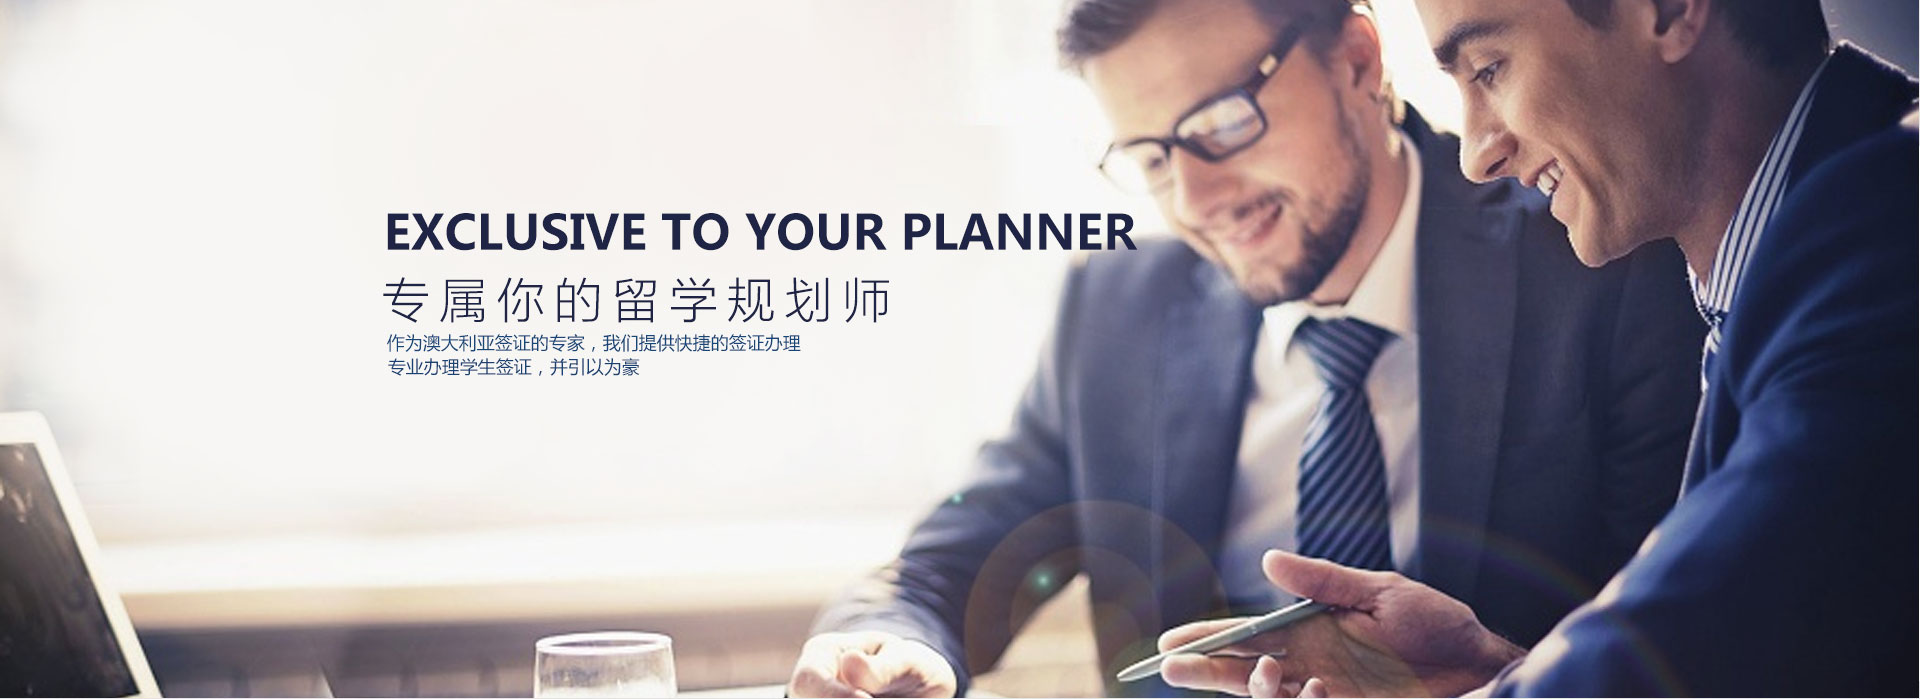 EXCLUSIVE TO YOUR PLANNER
专属你的留学规划师
作为澳大利亚签证的专家，我们提供快捷的签证办理
专业办理学生签证，并引以为豪